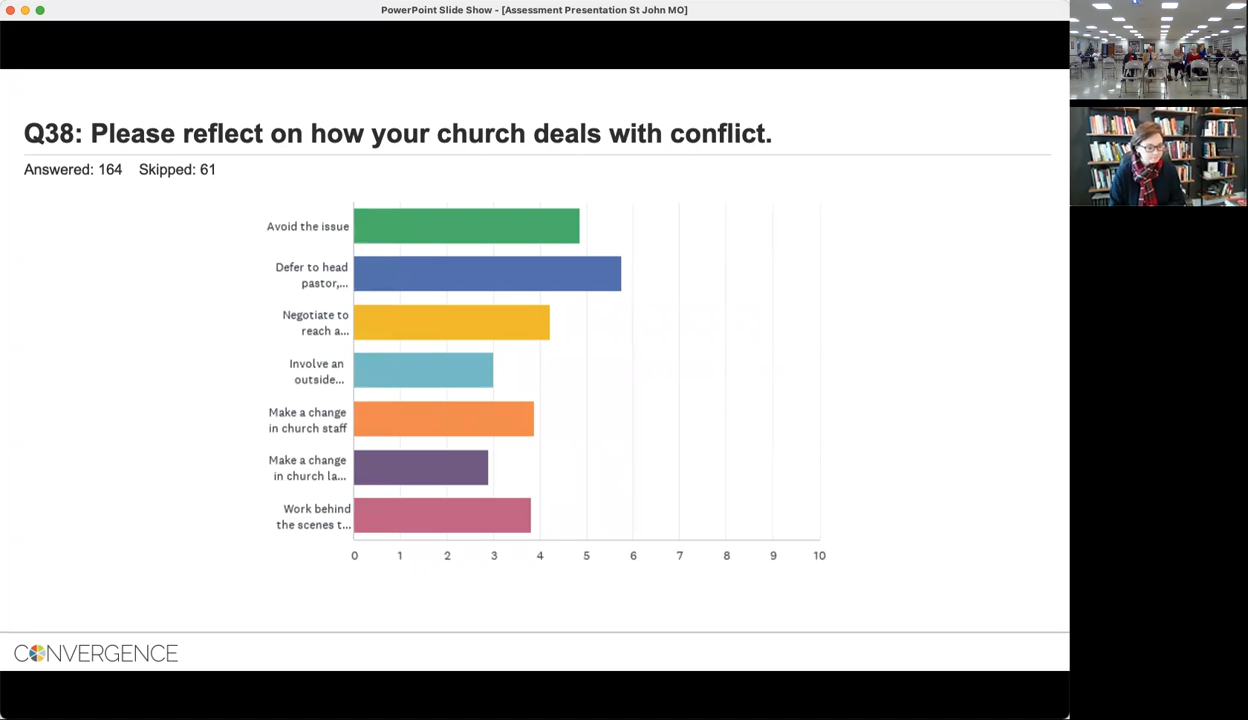 PowerPoint Slide Show - [Assessment Presentation St John MO]
Q38: Please reflect on how your church deals with conflict.
Answered: 164 Skipped: 61
Avoid the issue
Defer to head
pastor,...
Negotiate to
reach a...
Involve an
outside...
Make a change
in church staff
Make a change
in church la...
Work behind
the scenes t...
0 1 2 3 4 5 6 7 8 9 10
CONVERGENCE